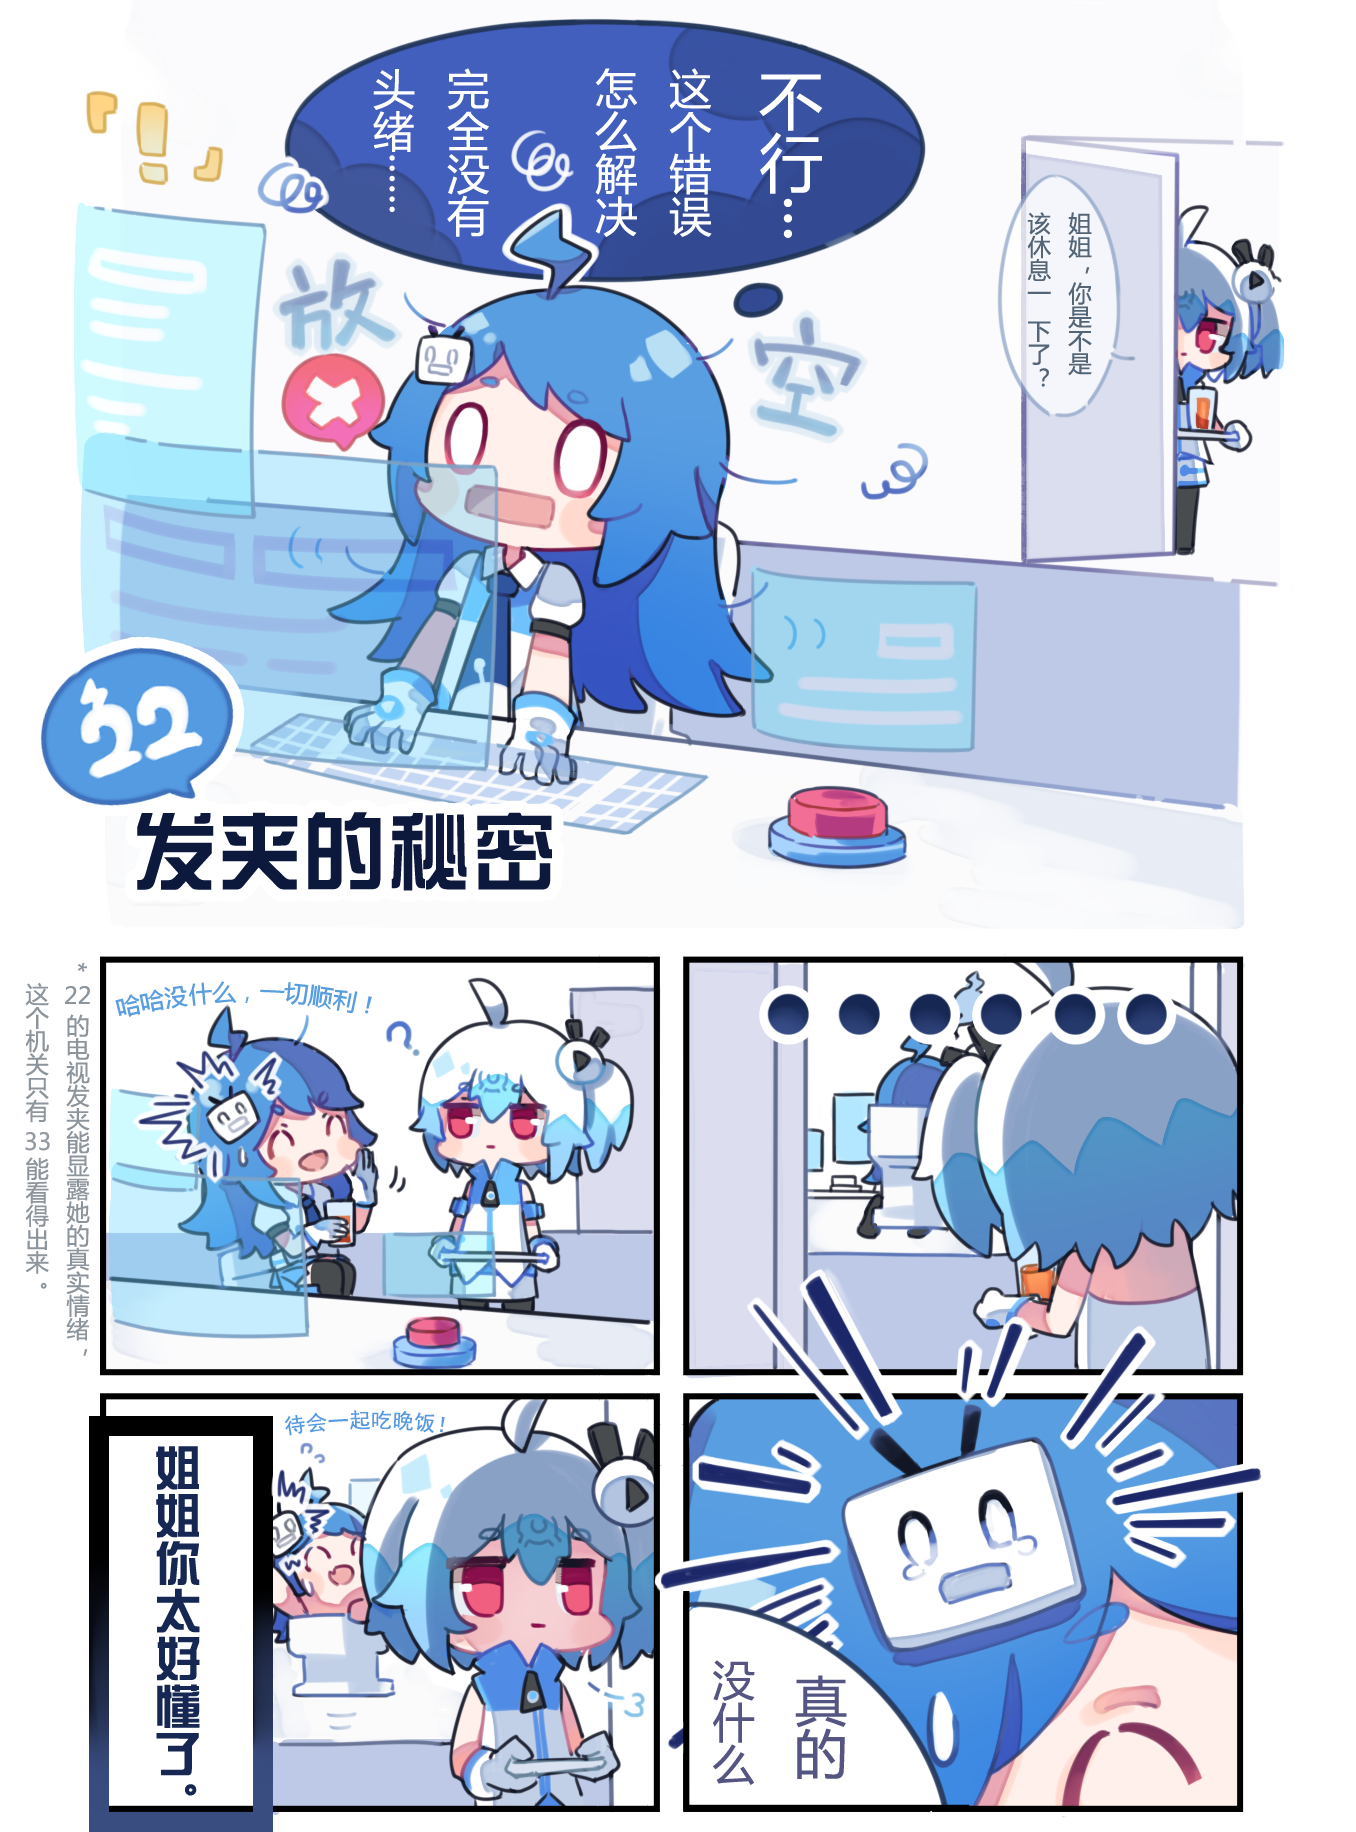 不行…
这个错误
怎么解决
完全没有
头绪……
放空
姐姐，你是不是
该休息一下了？
22
发夹的秘密
……
哈哈没什么，一切顺利！
*22的电视发夹能显露她的真实情绪，
这个机关只有33能看得出来。
真的
没什么
待会一起吃晚饭！
姐姐你太好懂了。